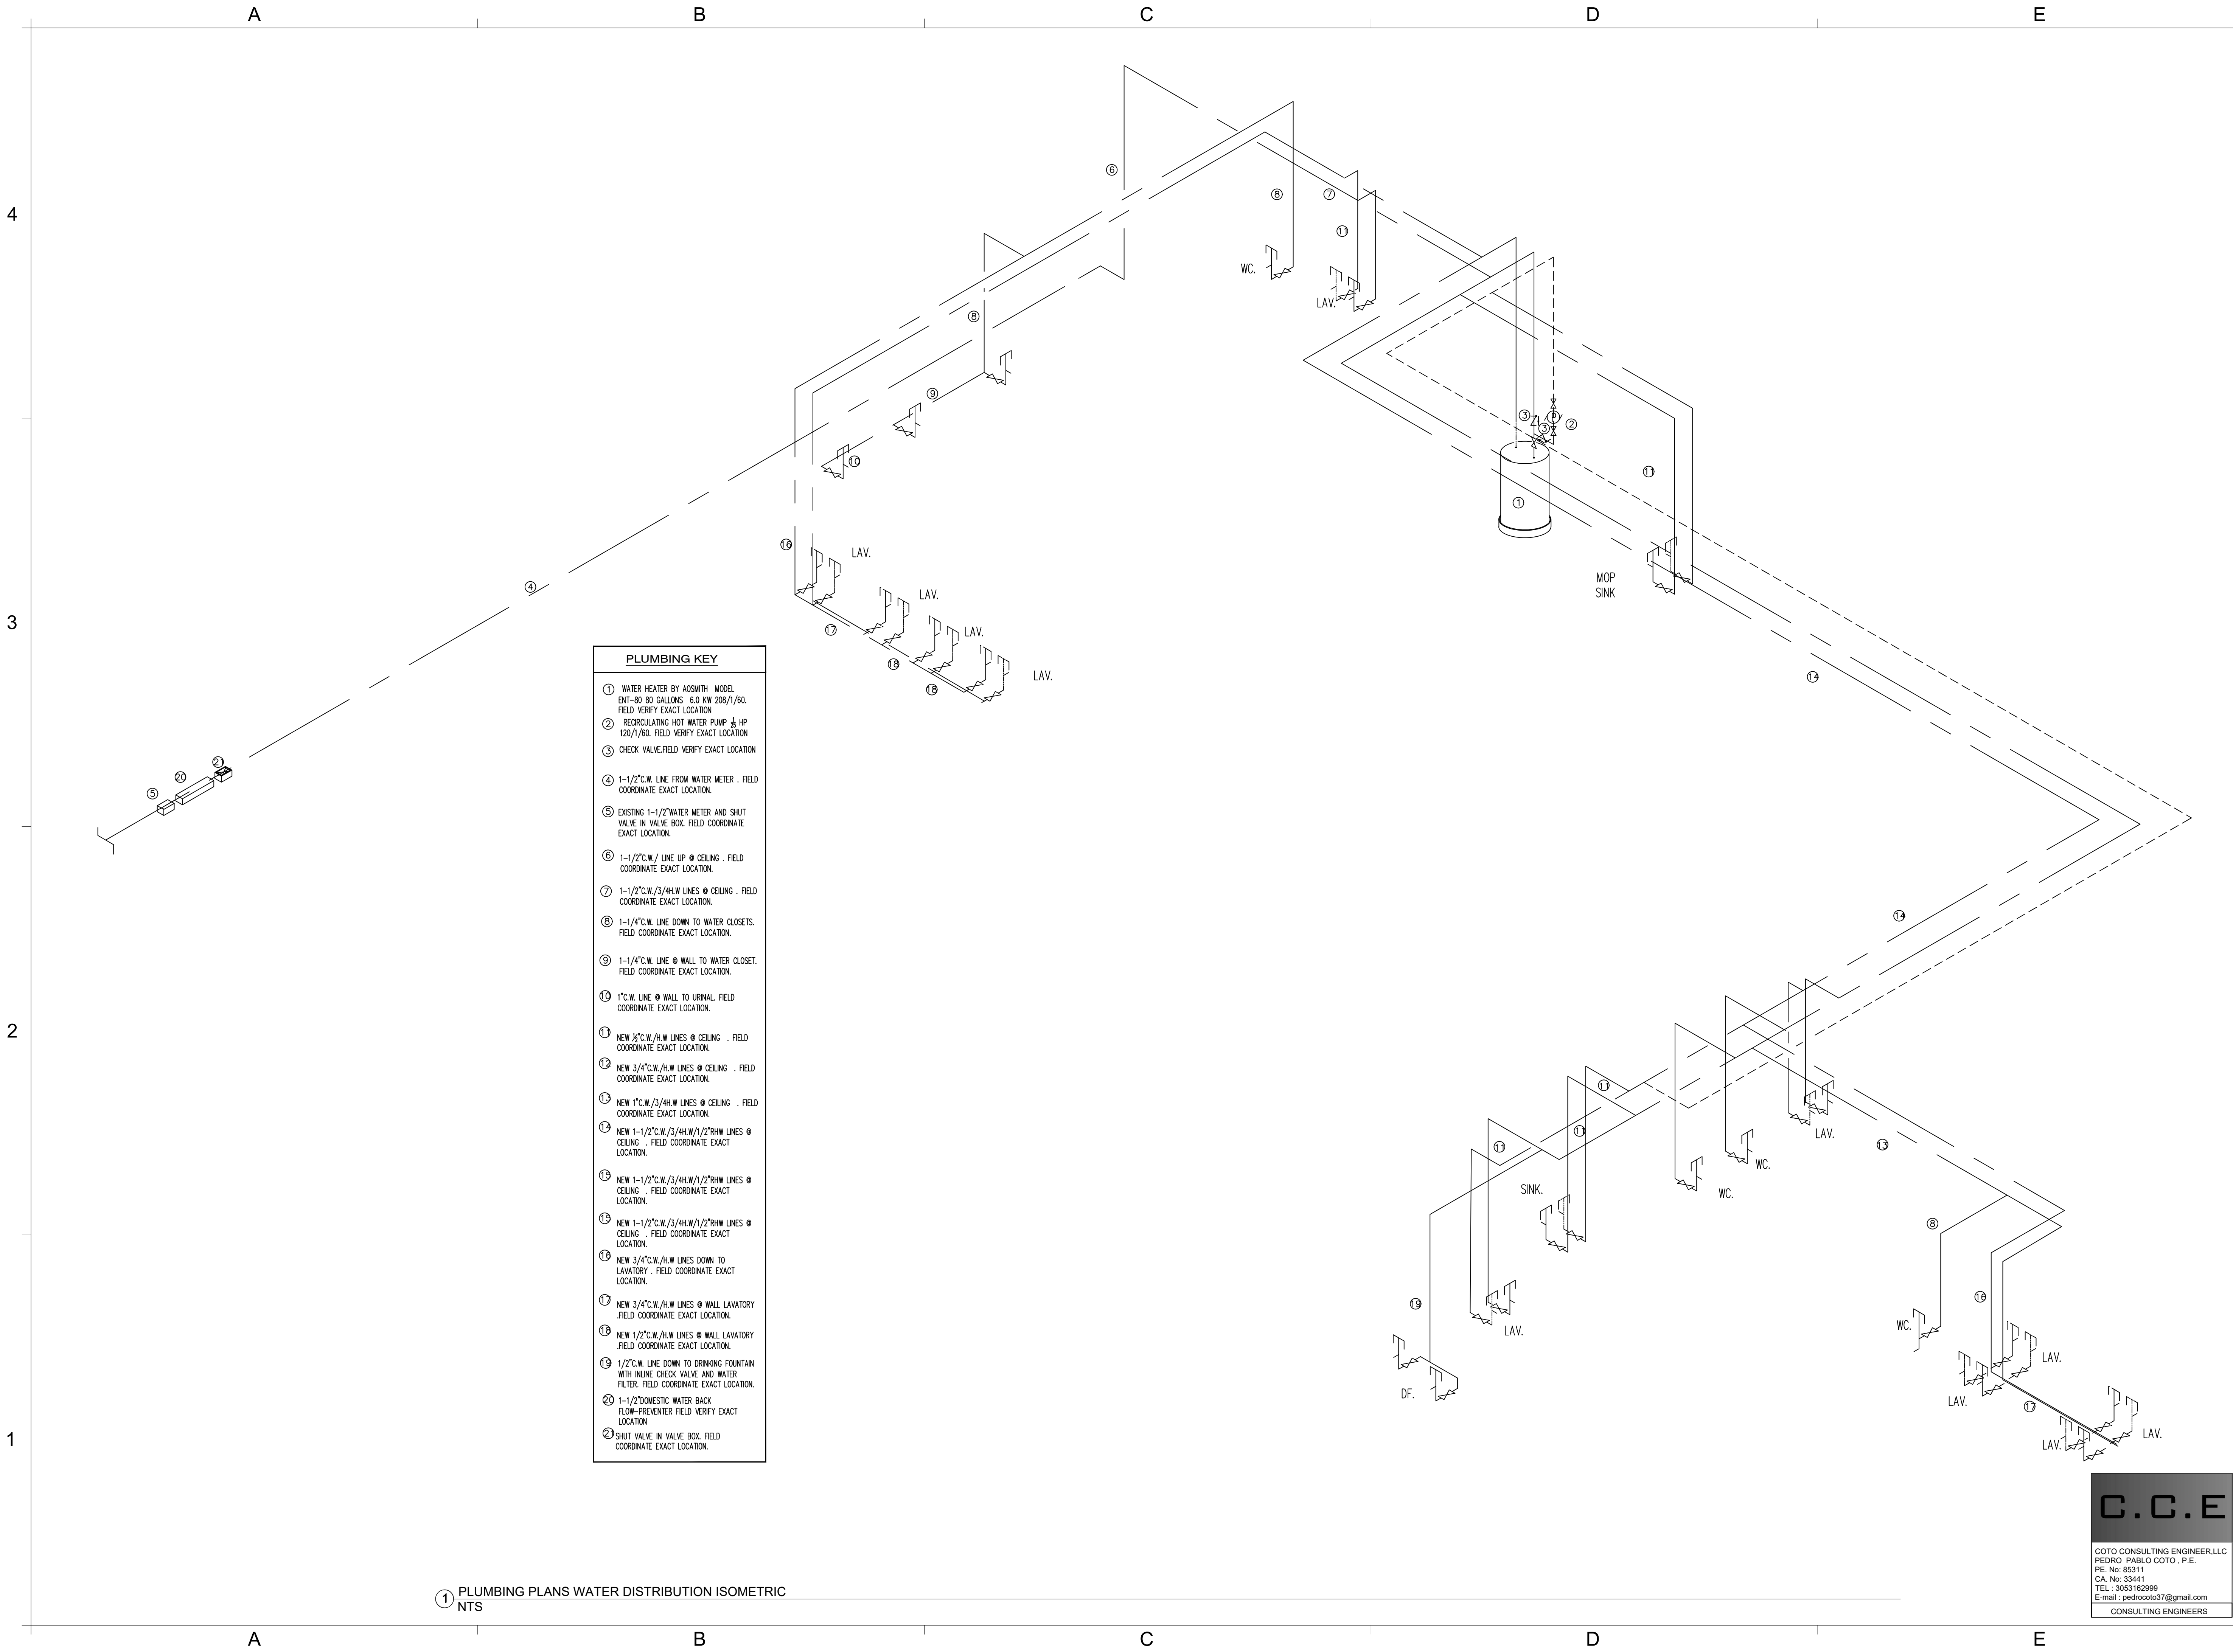 A B C D E
4
6
8
7
11
WC.
LAV.
8
9
3
3
2
10
11
1
16
LAV.
LAV.
17
LAV.
18
LAV.
18
MOP
SINK
4
14
3
PLUMBING KEY
1 WATER HEATER BY AOSMITH MODEL
ENT-80 80 GALLONS 6.0 KW 208/1/60.
FIELD VERIFY EXACT LOCATION
2 RECIRCULATING HOT WATER PUMP 1/25 HP
120/1/60. FIELD VERIFY EXACT LOCATION
3 CHECK VALVE.FIELD VERIFY EXACT LOCATION
4 1-1/2"C.W. LINE FROM WATER METER . FIELD
COORDINATE EXACT LOCATION.
5 EXISTING 1-1/2"WATER METER AND SHUT
VALVE IN VALVE BOX. FIELD COORDINATE
EXACT LOCATION.
6 1-1/2"C.W./ LINE UP @ CEILING . FIELD
COORDINATE EXACT LOCATION.
7 1-1/2"C.W./3/4H.W LINES @ CEILING . FIELD
COORDINATE EXACT LOCATION.
8 1-1/4"C.W. LINE DOWN TO WATER CLOSETS.
FIELD COORDINATE EXACT LOCATION.
9 1-1/4"C.W. LINE @ WALL TO WATER CLOSET.
FIELD COORDINATE EXACT LOCATION.
10 1"C.W. LINE @ WALL TO URINAL. FIELD
COORDINATE EXACT LOCATION.
11 NEW ½"C.W./H.W LINES @ CEILING . FIELD
COORDINATE EXACT LOCATION.
12 NEW 3/4"C.W./H.W LINES @ CEILING . FIELD
COORDINATE EXACT LOCATION.
13 NEW 1"C.W./3/4H.W LINES @ CEILING . FIELD
COORDINATE EXACT LOCATION.
14 NEW 1-1/2"C.W./3/4H.W/1/2"RHW LINES @
CEILING . FIELD COORDINATE EXACT
LOCATION.
15 NEW 1-1/2"C.W./3/4H.W/1/2"RHW LINES @
CEILING . FIELD COORDINATE EXACT
LOCATION.
15 NEW 1-1/2"C.W./3/4H.W/1/2"RHW LINES @
CEILING . FIELD COORDINATE EXACT
LOCATION.
16 NEW 3/4"C.W./H.W LINES DOWN TO
LAVATORY . FIELD COORDINATE EXACT
LOCATION.
17 NEW 3/4"C.W./H.W LINES @ WALL LAVATORY
.FIELD COORDINATE EXACT LOCATION.
18 NEW 1/2"C.W./H.W LINES @ WALL LAVATORY
.FIELD COORDINATE EXACT LOCATION.
19 1/2"C.W. LINE DOWN TO DRINKING FOUNTAIN
WITH INLINE CHECK VALVE AND WATER
FILTER. FIELD COORDINATE EXACT LOCATION.
20 1-1/2"DOMESTIC WATER BACK
FLOW-PREVENTER FIELD VERIFY EXACT
LOCATION
21 SHUT VALVE IN VALVE BOX. FIELD
COORDINATE EXACT LOCATION.
5
20
21
14
2
11
11
11
LAV.
13
WC.
WC.
SINK.
8
19
LAV.
DF.
16
WC.
LAV.
LAV.
17
LAV.
LAV.
1
C.C.E
COTO CONSULTING ENGINEER,LLC
PEDRO PABLO COTO , P.E.
PE. No: 85311
CA. No: 33441
TEL : 3053162999
E-mail : pedrocoto37@gmail.com
CONSULTING ENGINEERS
1 PLUMBING PLANS WATER DISTRIBUTION ISOMETRIC
NTS
A B C D E